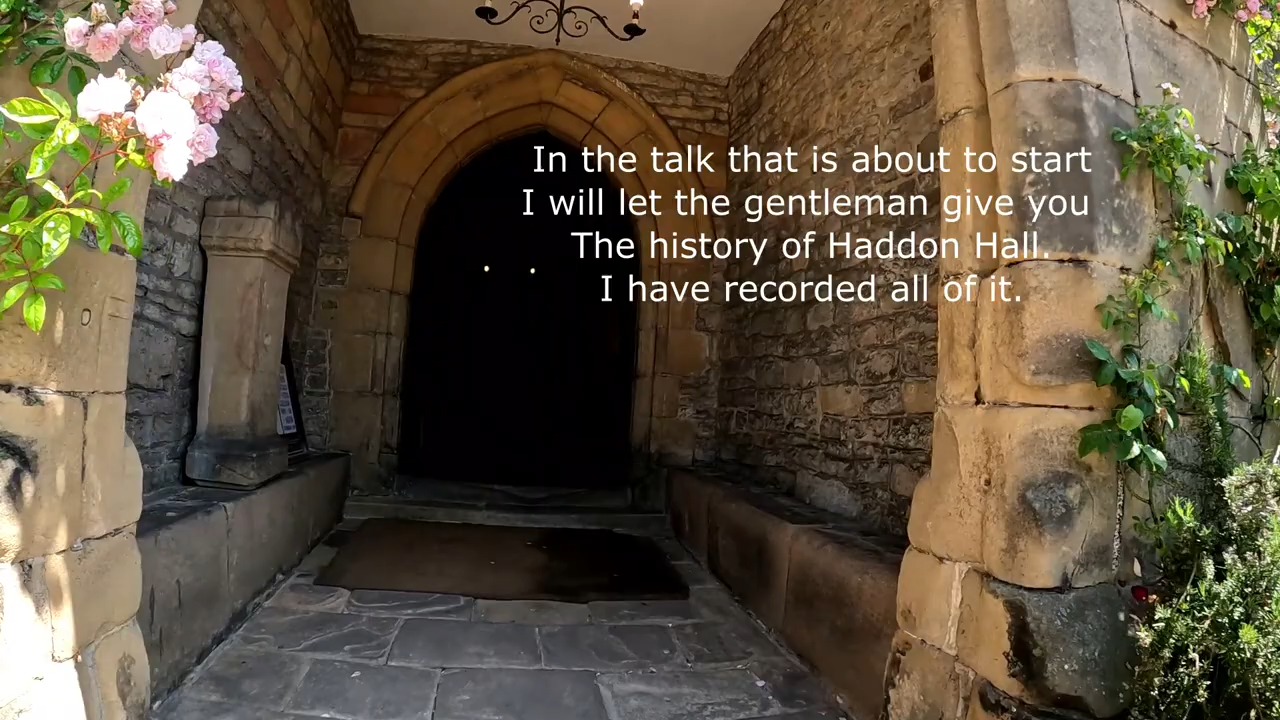 In the talk that is about to start
I will let the gentleman give you
The history of Haddon Hall.
I have recorded all of it.